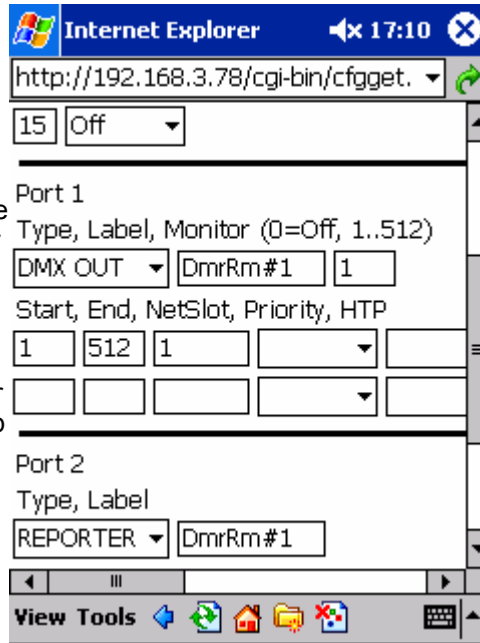 Internet Explorer 17:10
http://192.168.3.78/cgi-bin/cfgget.
15 Off
Port 1
Type, Label, Monitor (0=Off, 1..512)
DMX OUT DmrRm#1 1
Start, End, NetSlot, Priority, HTP
1 512 1
Port 2
Type, Label
REPORTER DmrRm#1
View Tools